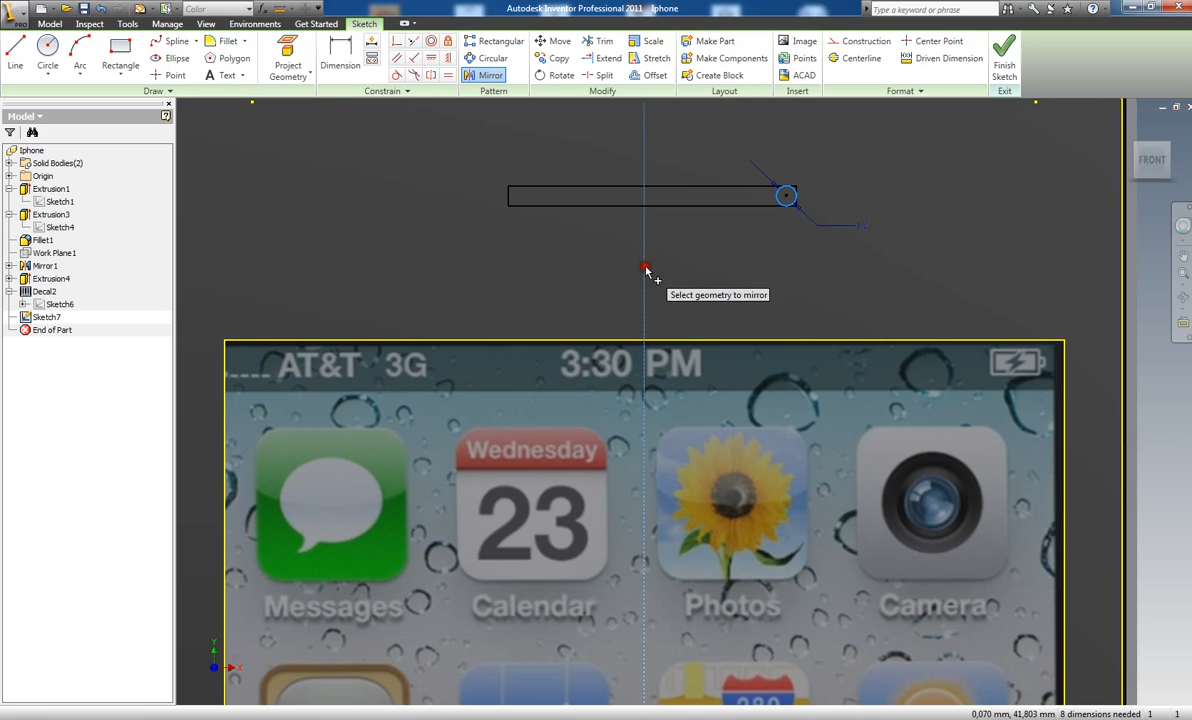 Autodesk Inventor Professional 2011 Iphone
Type a keyword or phrase
Color
PRO
Model Inspect Tools Manage View Environments Get Started Sketch
Line Circle Arc Rectangle
Spline Fillet
Ellipse Polygon
Point Text
Project Geometry
Dimension
Rectangular
Circular
Mirror
Move Trim Scale
Copy Extend Stretch
Rotate Split Offset
Make Part
Make Components
Create Block
Image
Points
ACAD
Construction Center Point
Centerline Driven Dimension
Finish Sketch
Draw Constrain Pattern Modify Layout Insert Format Exit
Model
Iphone
Solid Bodies(2)
Origin
Extrusion1
Sketch1
Extrusion3
Sketch4
Fillet1
Work Plane1
Mirror1
Extrusion4
Decal2
Sketch6
Sketch7
End of Part
FRONT
Select geometry to mirror
AT&T 3G 3:30 PM
Wednesday
23
Messages Calendar Photos Camera
280
Y
X
0,070 mm, 41,803 mm 8 dimensions needed 1 1